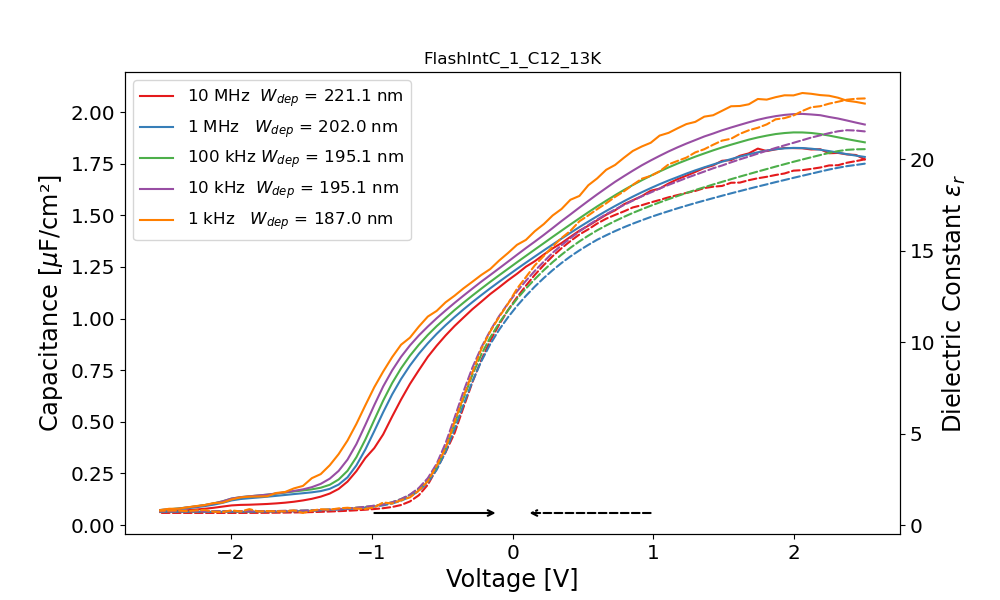 FlashIntC_1_C12_13K
10 MHz  W_dep = 221.1 nm
1 MHz   W_dep = 202.0 nm
100 kHz W_dep = 195.1 nm
10 kHz  W_dep = 195.1 nm
1 kHz   W_dep = 187.0 nm
Capacitance [μF/cm²]
2.00
1.75
1.50
1.25
1.00
0.75
0.50
0.25
0.00
20
15
10
5
0
Dielectric Constant ε_r
−2 −1 0 1 2
Voltage [V]